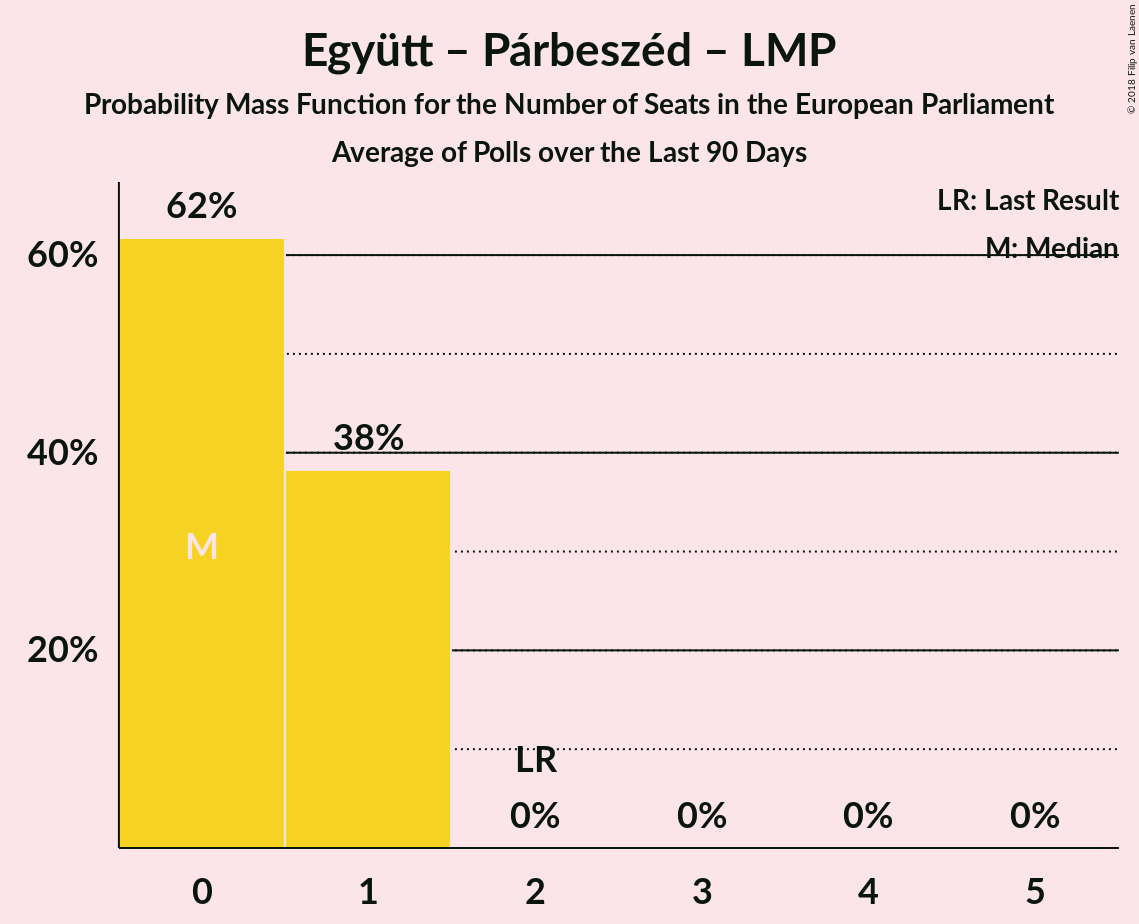 Együtt – Párbeszéd – LMP
Probability Mass Function for the Number of Seats in the European Parliament
Average of Polls over the Last 90 Days
© 2018 Filip van Laenen
LR: Last Result
M: Median
62%
60%
38%
40%
M
20%
LR
0% 0% 0% 0%
0 1 2 3 4 5